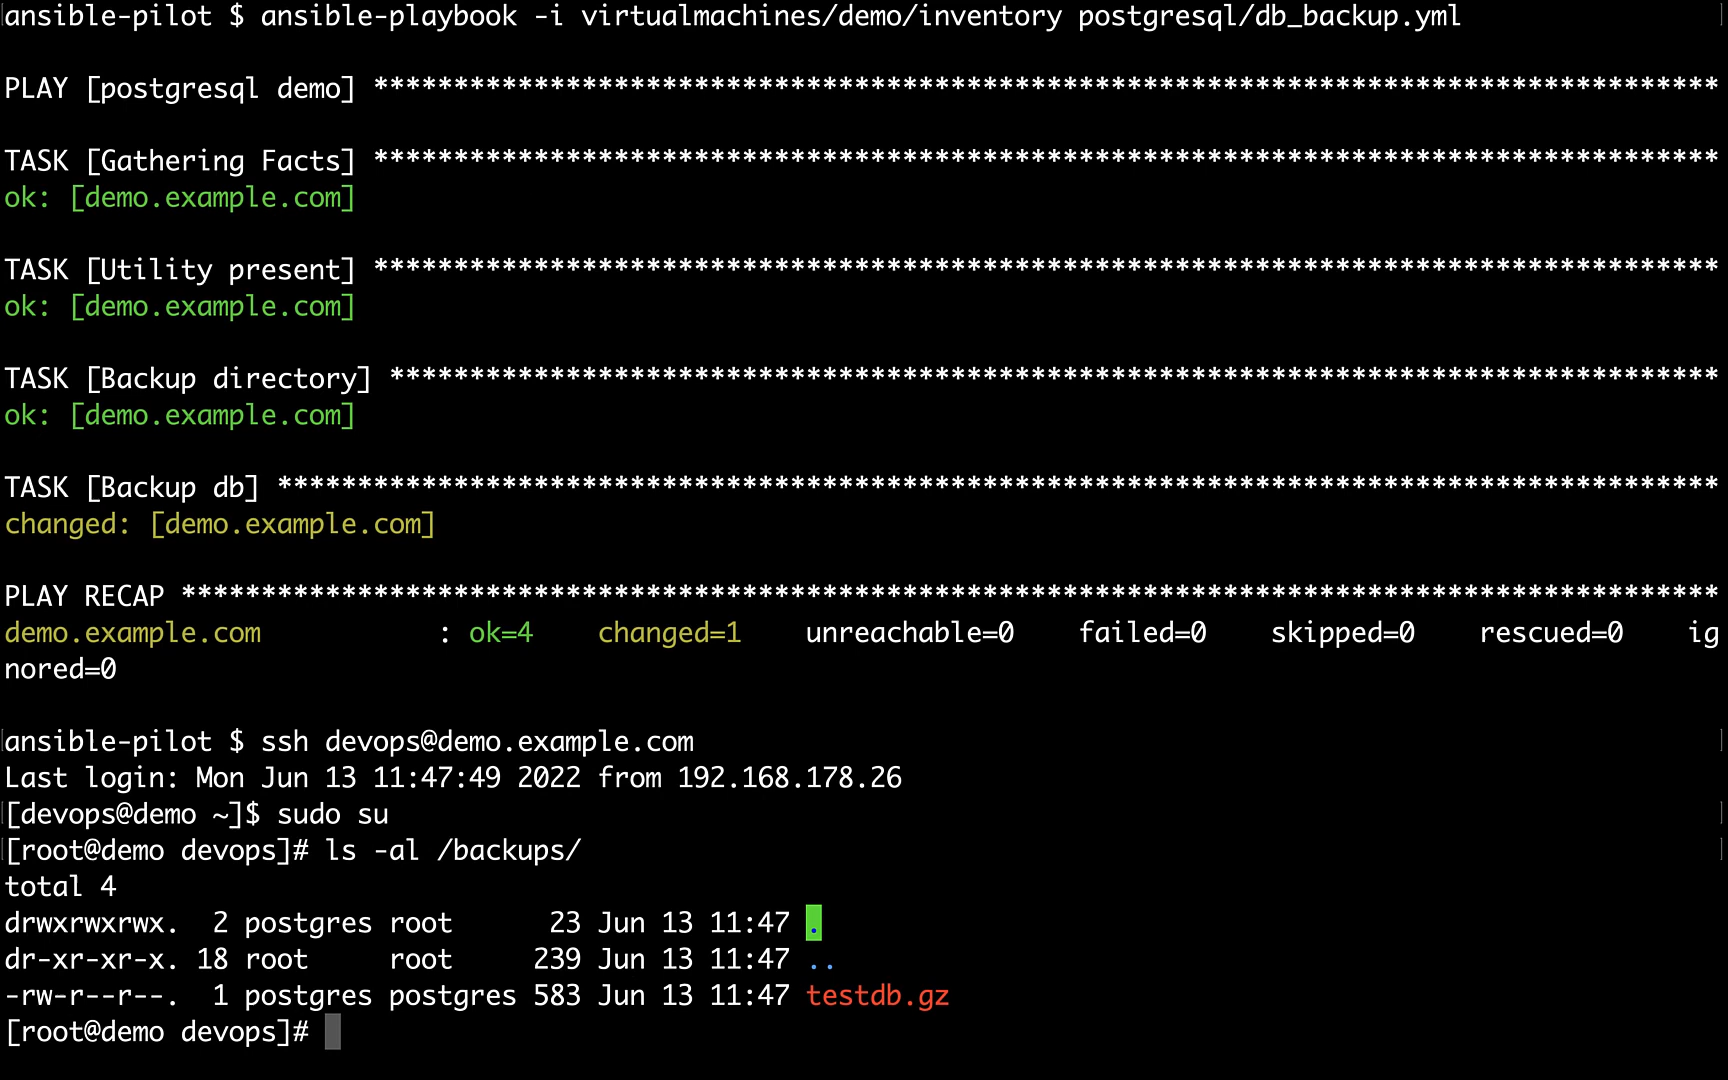 ansible-pilot $ ansible-playbook -i virtualmachines/demo/inventory postgresql/db_backup.yml
PLAY [postgresql demo] ************************************************************************************
TASK [Gathering Facts] ************************************************************************************
ok: [demo.example.com]
TASK [Utility present] ************************************************************************************
ok: [demo.example.com]
TASK [Backup directory] ***********************************************************************************
ok: [demo.example.com]
TASK [Backup db] ******************************************************************************************
changed: [demo.example.com]
PLAY RECAP ************************************************************************************************
demo.example.com           : ok=4    changed=1    unreachable=0    failed=0    skipped=0    rescued=0    ig
nored=0
ansible-pilot $ ssh devops@demo.example.com
Last login: Mon Jun 13 11:47:49 2022 from 192.168.178.26
[devops@demo ~]$ sudo su
[root@demo devops]# ls -al /backups/
total 4
drwxrwxrwx.  2 postgres root      23 Jun 13 11:47 .
dr-xr-xr-x. 18 root     root     239 Jun 13 11:47 ..
-rw-r--r--.  1 postgres postgres 583 Jun 13 11:47 testdb.gz
[root@demo devops]#